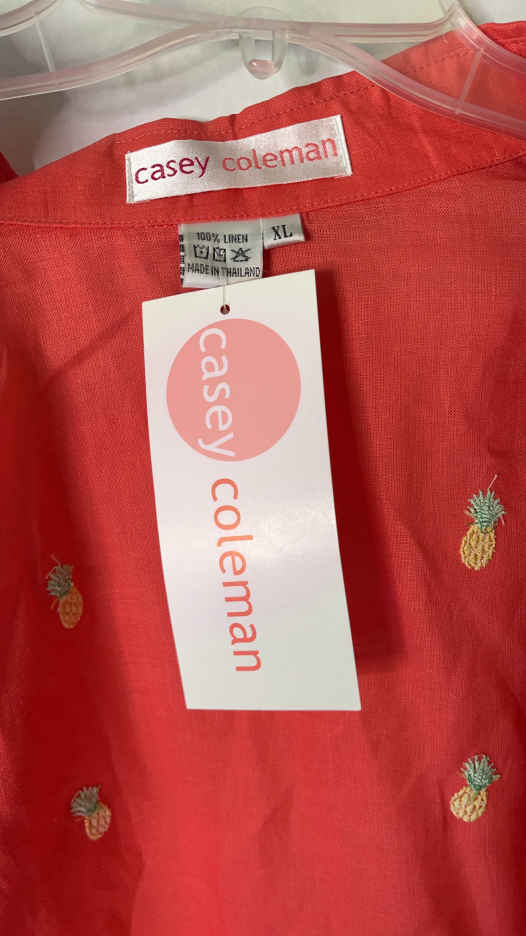 casey coleman
100% LINEN
XL
MADE IN THAILAND
casey
coleman